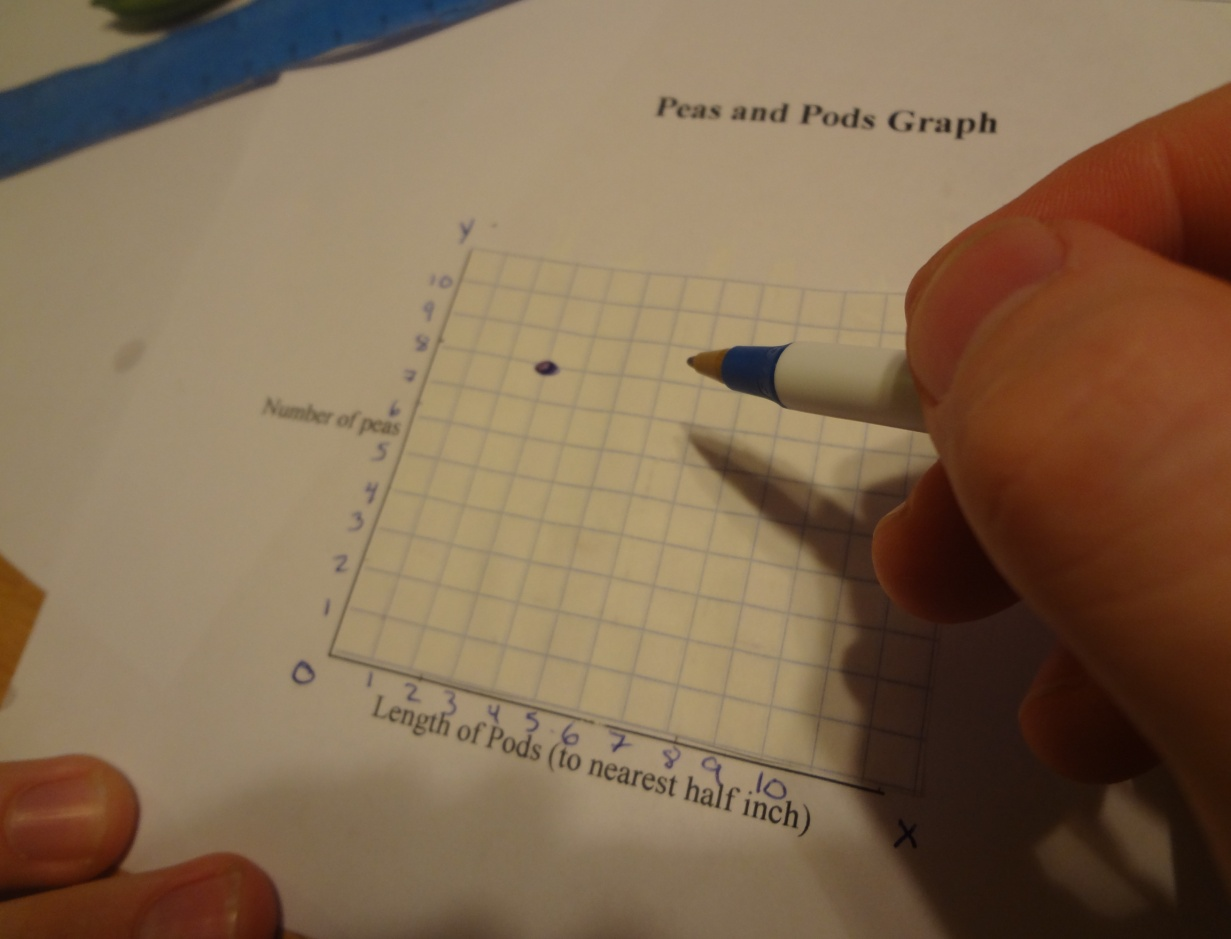 Peas and Pods Graph
Y
10
9
8
7
6
Number of peas
5
4
3
2
1
0
1 2 3 4 5 6 7 8 9 10
Length of Pods (to nearest half inch)
X